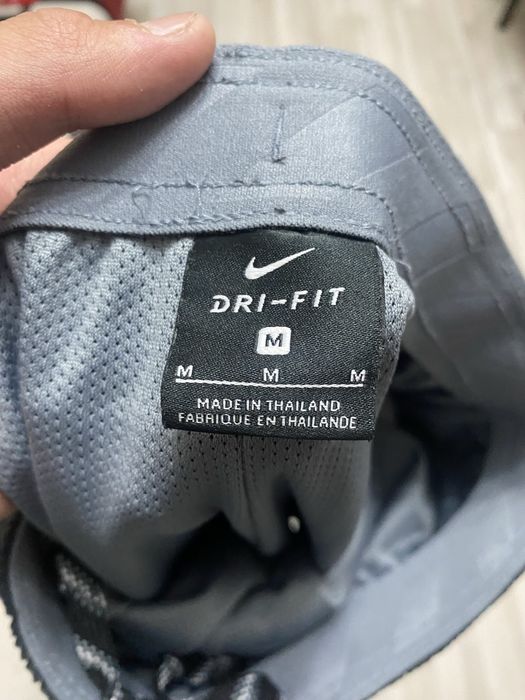 DRI-FIT
M
M M M
MADE IN THAILAND
FABRIQUE EN THAILANDE